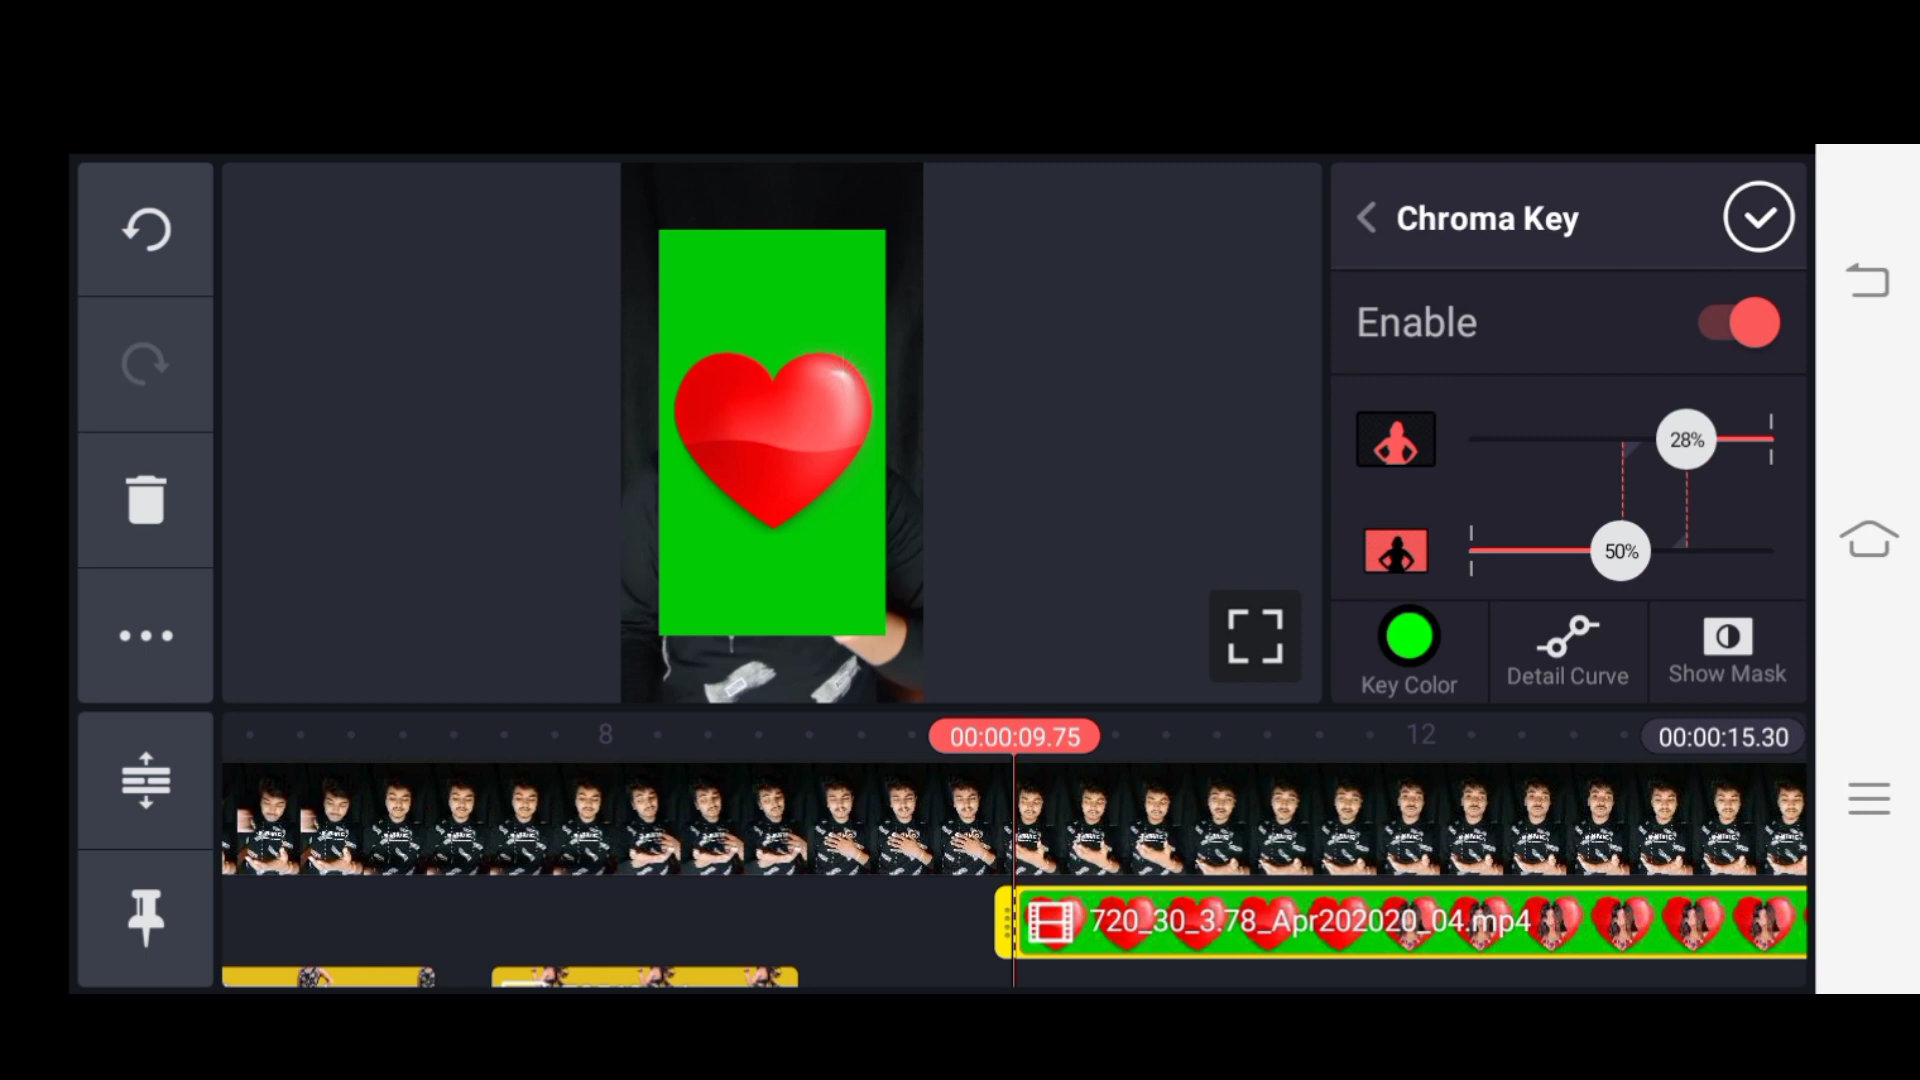 Chroma Key
Enable
28%
50%
Key Color
Detail Curve
Show Mask
8
00:00:09.75
12
00:00:15.30
720_30_3.78_Apr202020_04.mp4